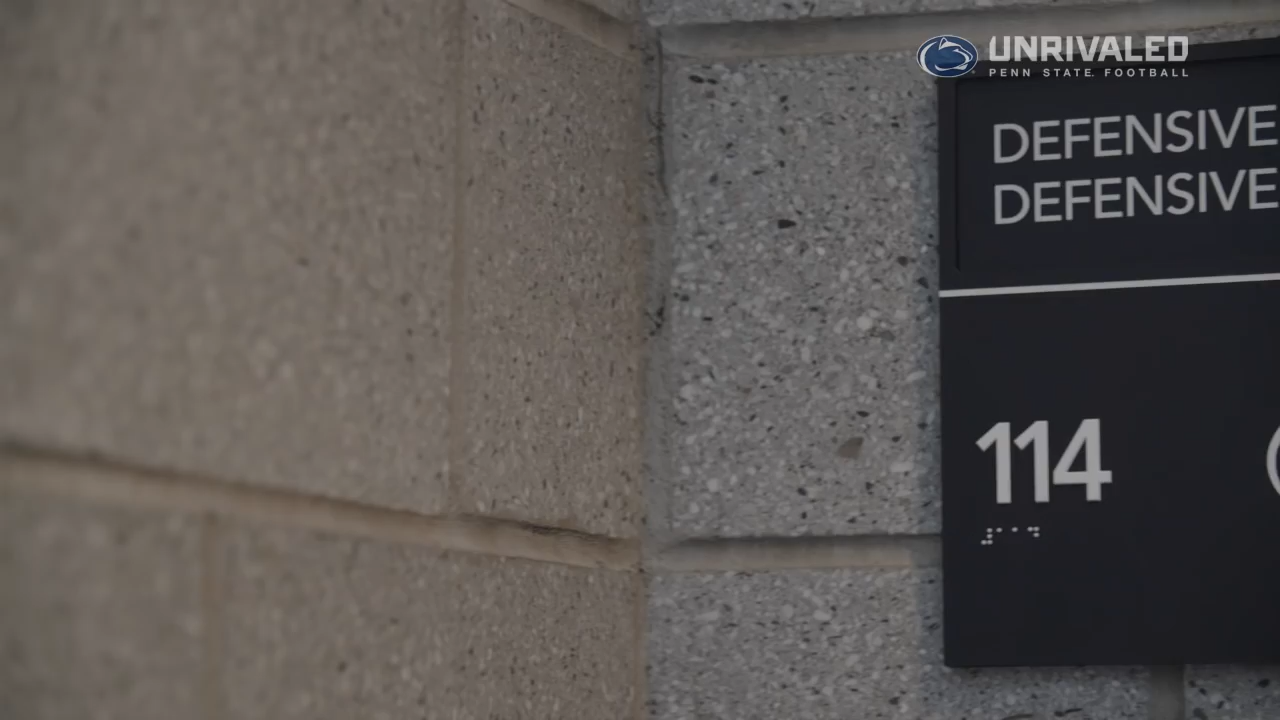 UNRIVALED
PENN STATE FOOTBALL
DEFENSIVE
DEFENSIVE
114